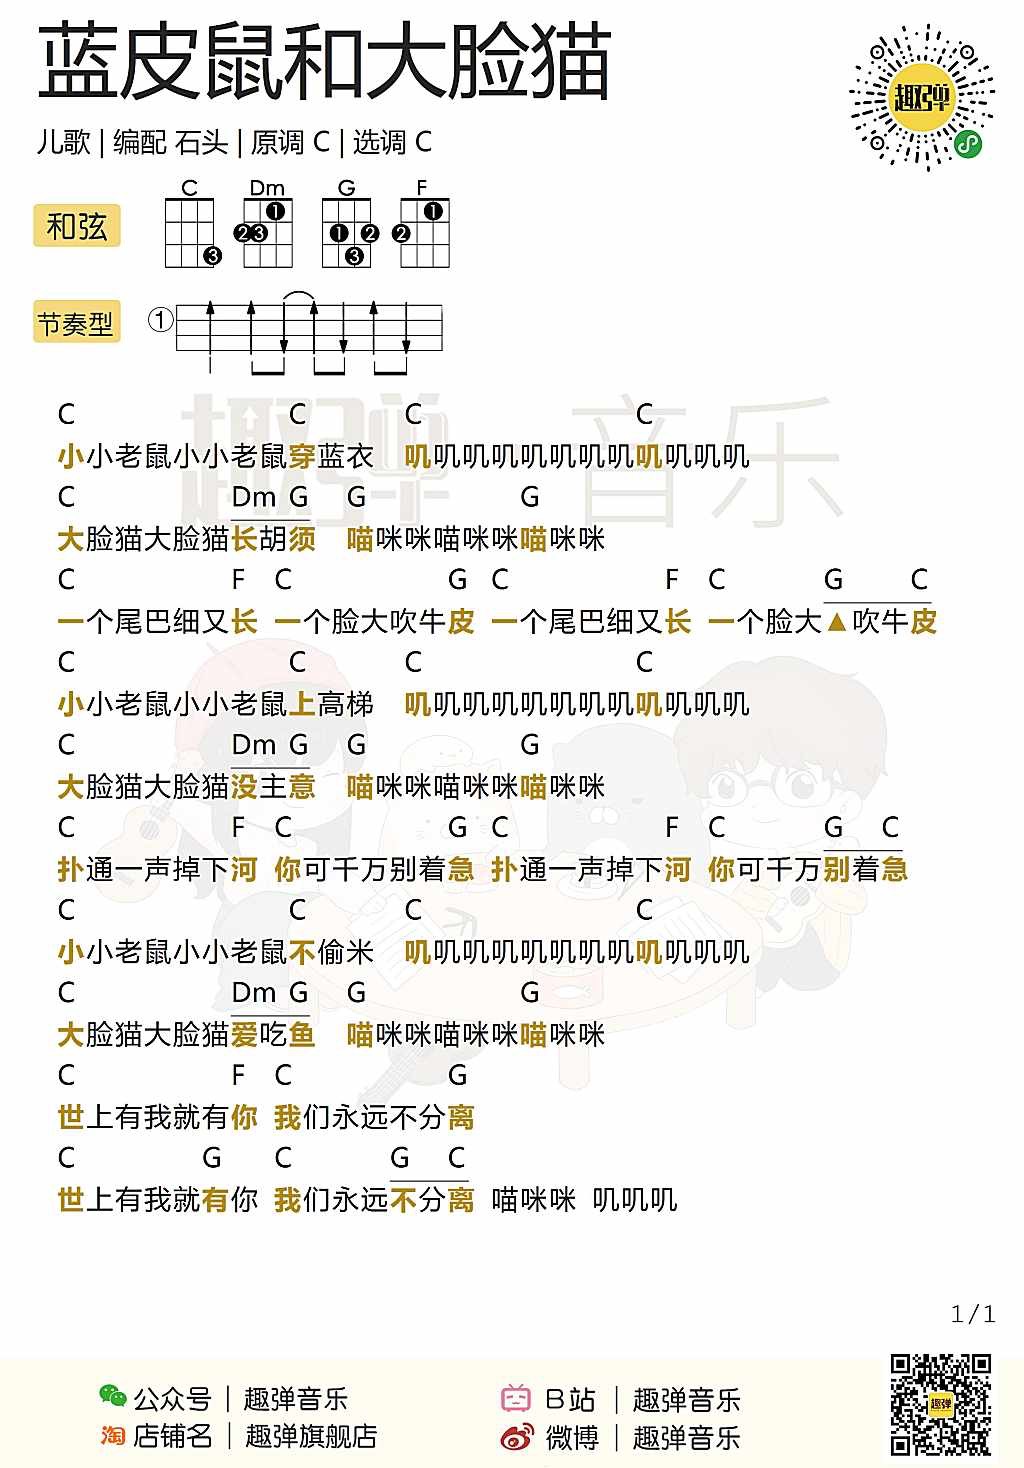 蓝皮鼠和大脸猫
趣弹
儿歌 | 编配 石头 | 原调 C | 选调 C
和弦 C Dm G F
3 1 2 3 1 2 3 1 2
节奏型 ①
趣弹 音乐
C C C C
小小老鼠小小老鼠穿蓝衣 叽叽叽叽叽叽叽叽叽叽叽叽
C Dm G G G
大脸猫大脸猫长胡须 喵咪咪喵咪咪喵咪咪
C F C G C F C G C
一个尾巴细又长 一个脸大吹牛皮 一个尾巴细又长 一个脸大▲吹牛皮
C C C C
小小老鼠小小老鼠上高梯 叽叽叽叽叽叽叽叽叽叽叽叽
C Dm G G G
大脸猫大脸猫没主意 喵咪咪喵咪咪喵咪咪
C F C G C F C G C
扑通一声掉下河 你可千万别着急 扑通一声掉下河 你可千万别着急
C C C C
小小老鼠小小老鼠不偷米 叽叽叽叽叽叽叽叽叽叽叽叽
C Dm G G G
大脸猫大脸猫爱吃鱼 喵咪咪喵咪咪喵咪咪
C F C G
世上有我就有你 我们永远不分离
C G C G C
世上有我就有你 我们永远不分离 喵咪咪 叽叽叽
1/1
公众号 | 趣弹音乐 B站 | 趣弹音乐
淘 店铺名 | 趣弹旗舰店 微博 | 趣弹音乐
趣弹